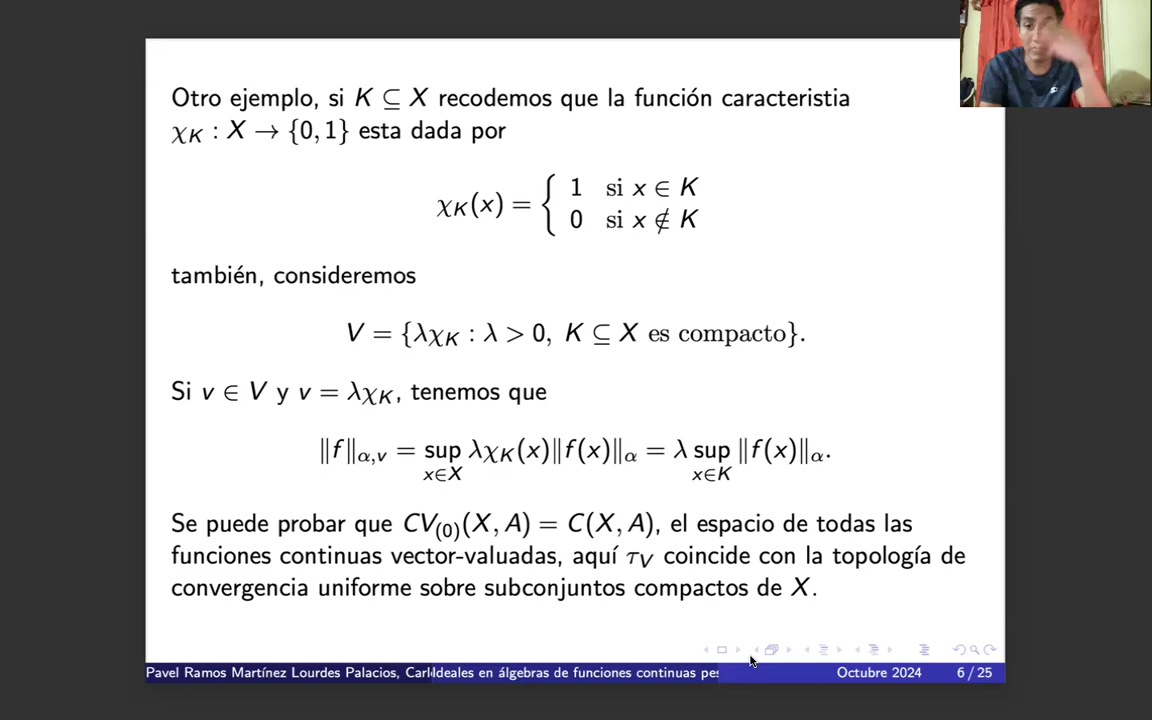 Otro ejemplo, si K ⊆ X recodemos que la función caracteristia
χ_K : X → {0, 1} esta dada por
χ_K(x) = { 1 si x ∈ K
0 si x ∉ K
también, consideremos
V = {λχ_K : λ > 0, K ⊆ X es compacto}.
Si v ∈ V y v = λχ_K, tenemos que
‖f‖_{α,v} = sup_{x∈X} λχ_K(x)‖f(x)‖_α = λ sup_{x∈K} ‖f(x)‖_α.
Se puede probar que CV_{(0)}(X, A) = C(X, A), el espacio de todas las
funciones continuas vector-valuadas, aquí τ_V coincide con la topología de
convergencia uniforme sobre subconjuntos compactos de X.
Pavel Ramos Martínez Lourdes Palacios, Carl Ideales en álgebras de funciones continuas pes Octubre 2024 6 / 25